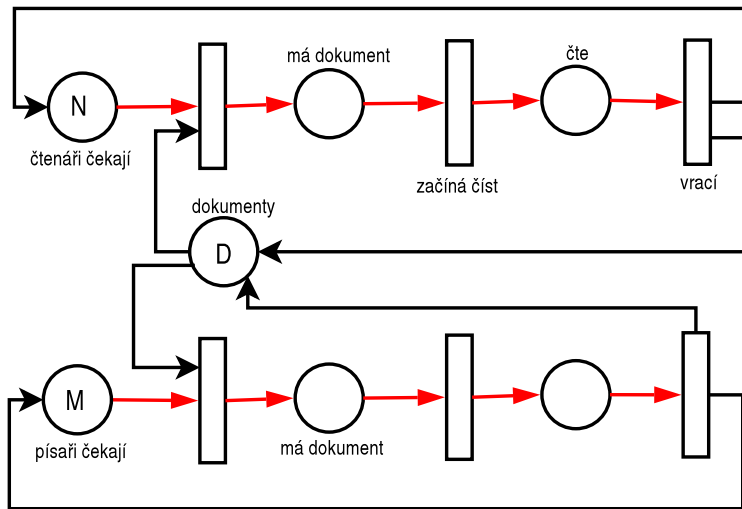 má dokument
čte
N
čtenáři čekají
začíná číst
vrací
dokumenty
D
M
písaři čekají
má dokument